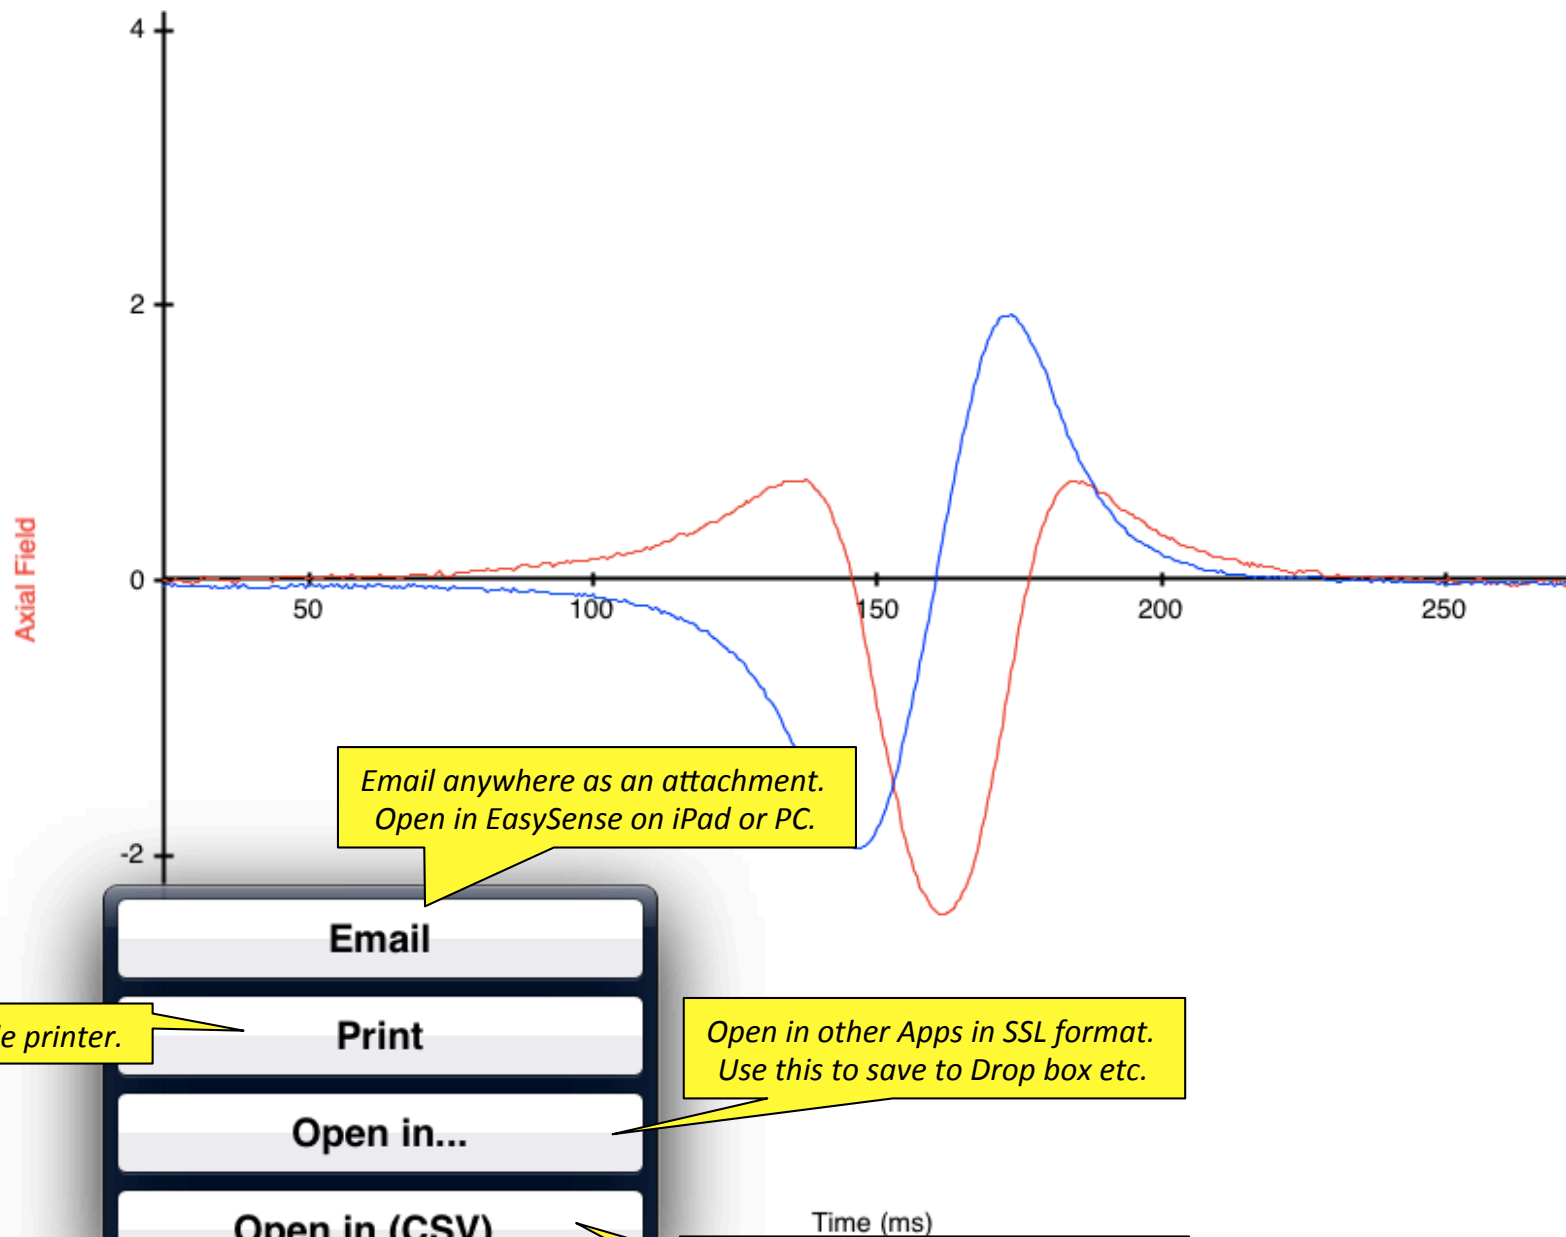 4
2
0
-2
50
100
150
200
250
Axial Field
Email anywhere as an attachment.
Open in EasySense on iPad or PC.
Email
printer.
Print
Open in other Apps in SSL format.
Use this to save to Drop box etc.
Open in...
Open in (CSV)
Time (ms)